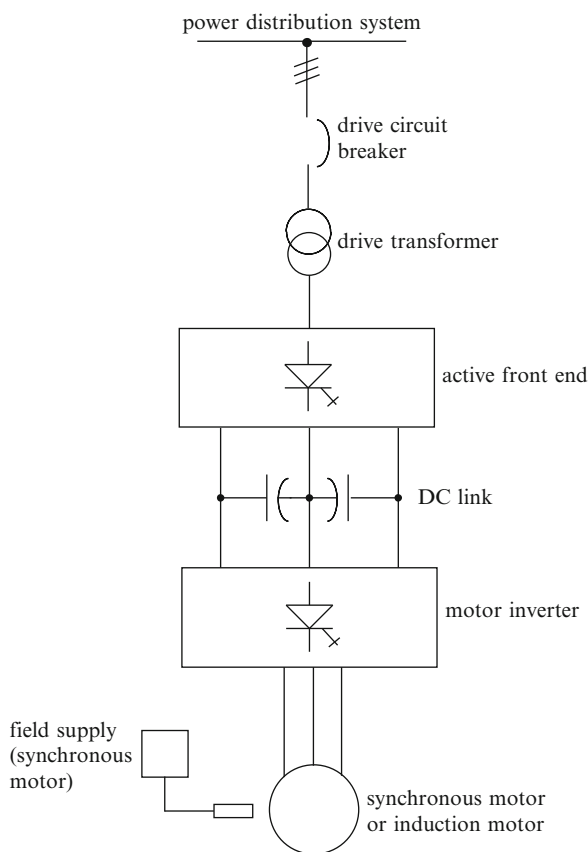 power distribution system
drive circuit
breaker
drive transformer
active front end
DC link
motor inverter
field supply
(synchronous
motor)
synchronous motor
or induction motor